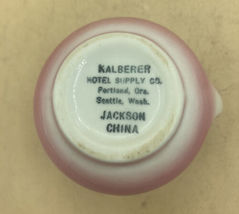 KALBERER
HOTEL SUPPLY CO.
Portland, Ore.
Seattle, Wash.
JACKSON
CHINA